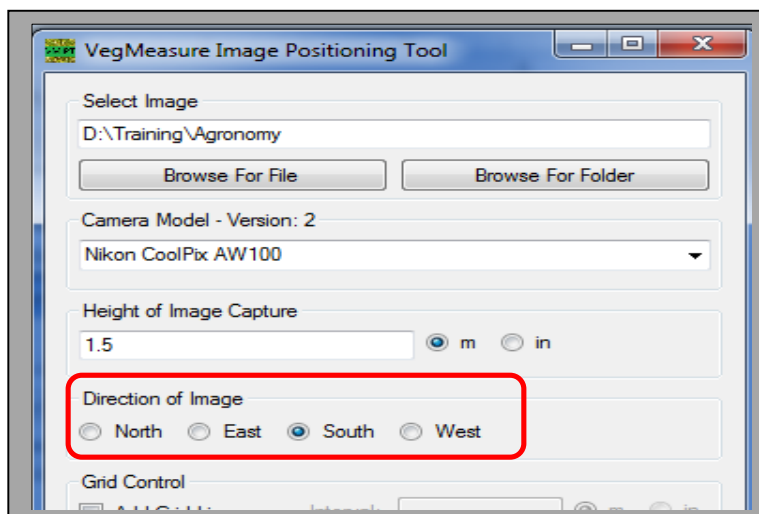 VegMeasure Image Positioning Tool
Select Image
D:\Training\Agronomy
Browse For File Browse For Folder
Camera Model - Version: 2
Nikon CoolPix AW100
Height of Image Capture
1.5 m in
Direction of Image
North East South West
Grid Control